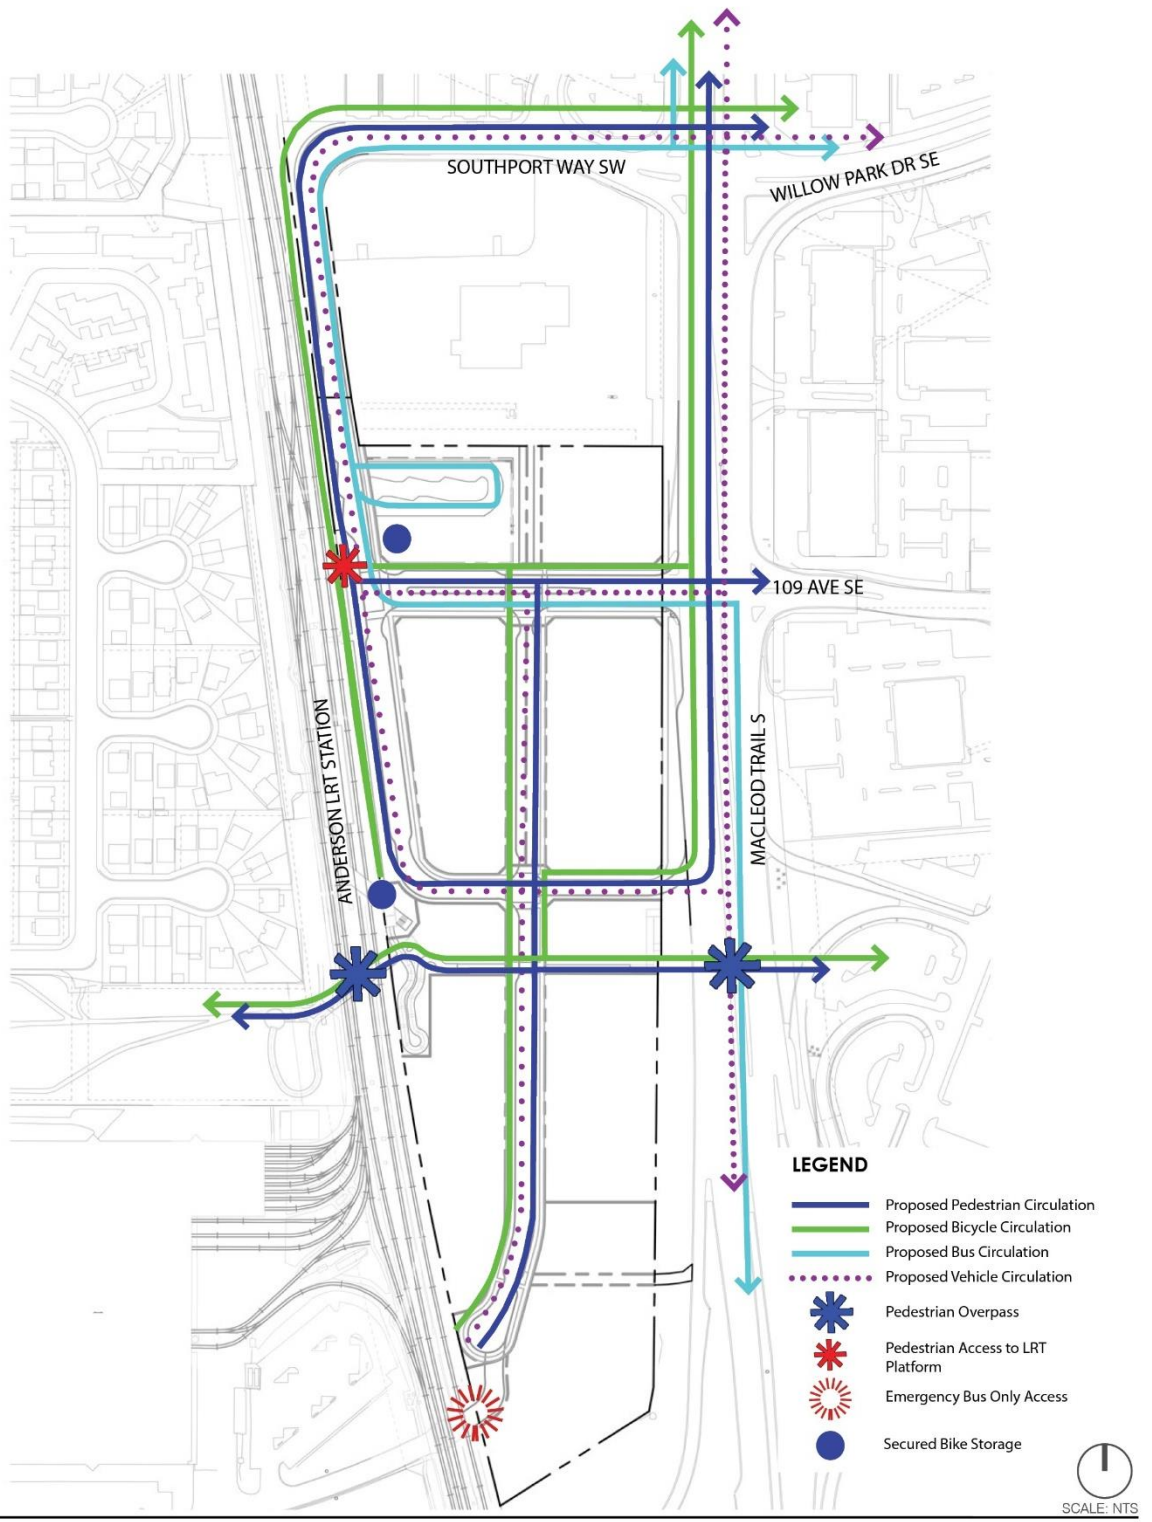 SOUTHPORT WAY SW
WILLOW PARK DR SE
109 AVE SE
ANDERSON LRT STATION
MACLEOD TRAIL S
LEGEND
Proposed Pedestrian Circulation
Proposed Bicycle Circulation
Proposed Bus Circulation
Proposed Vehicle Circulation
Pedestrian Overpass
Pedestrian Access to LRT
Platform
Emergency Bus Only Access
Secured Bike Storage
SCALE: NTS